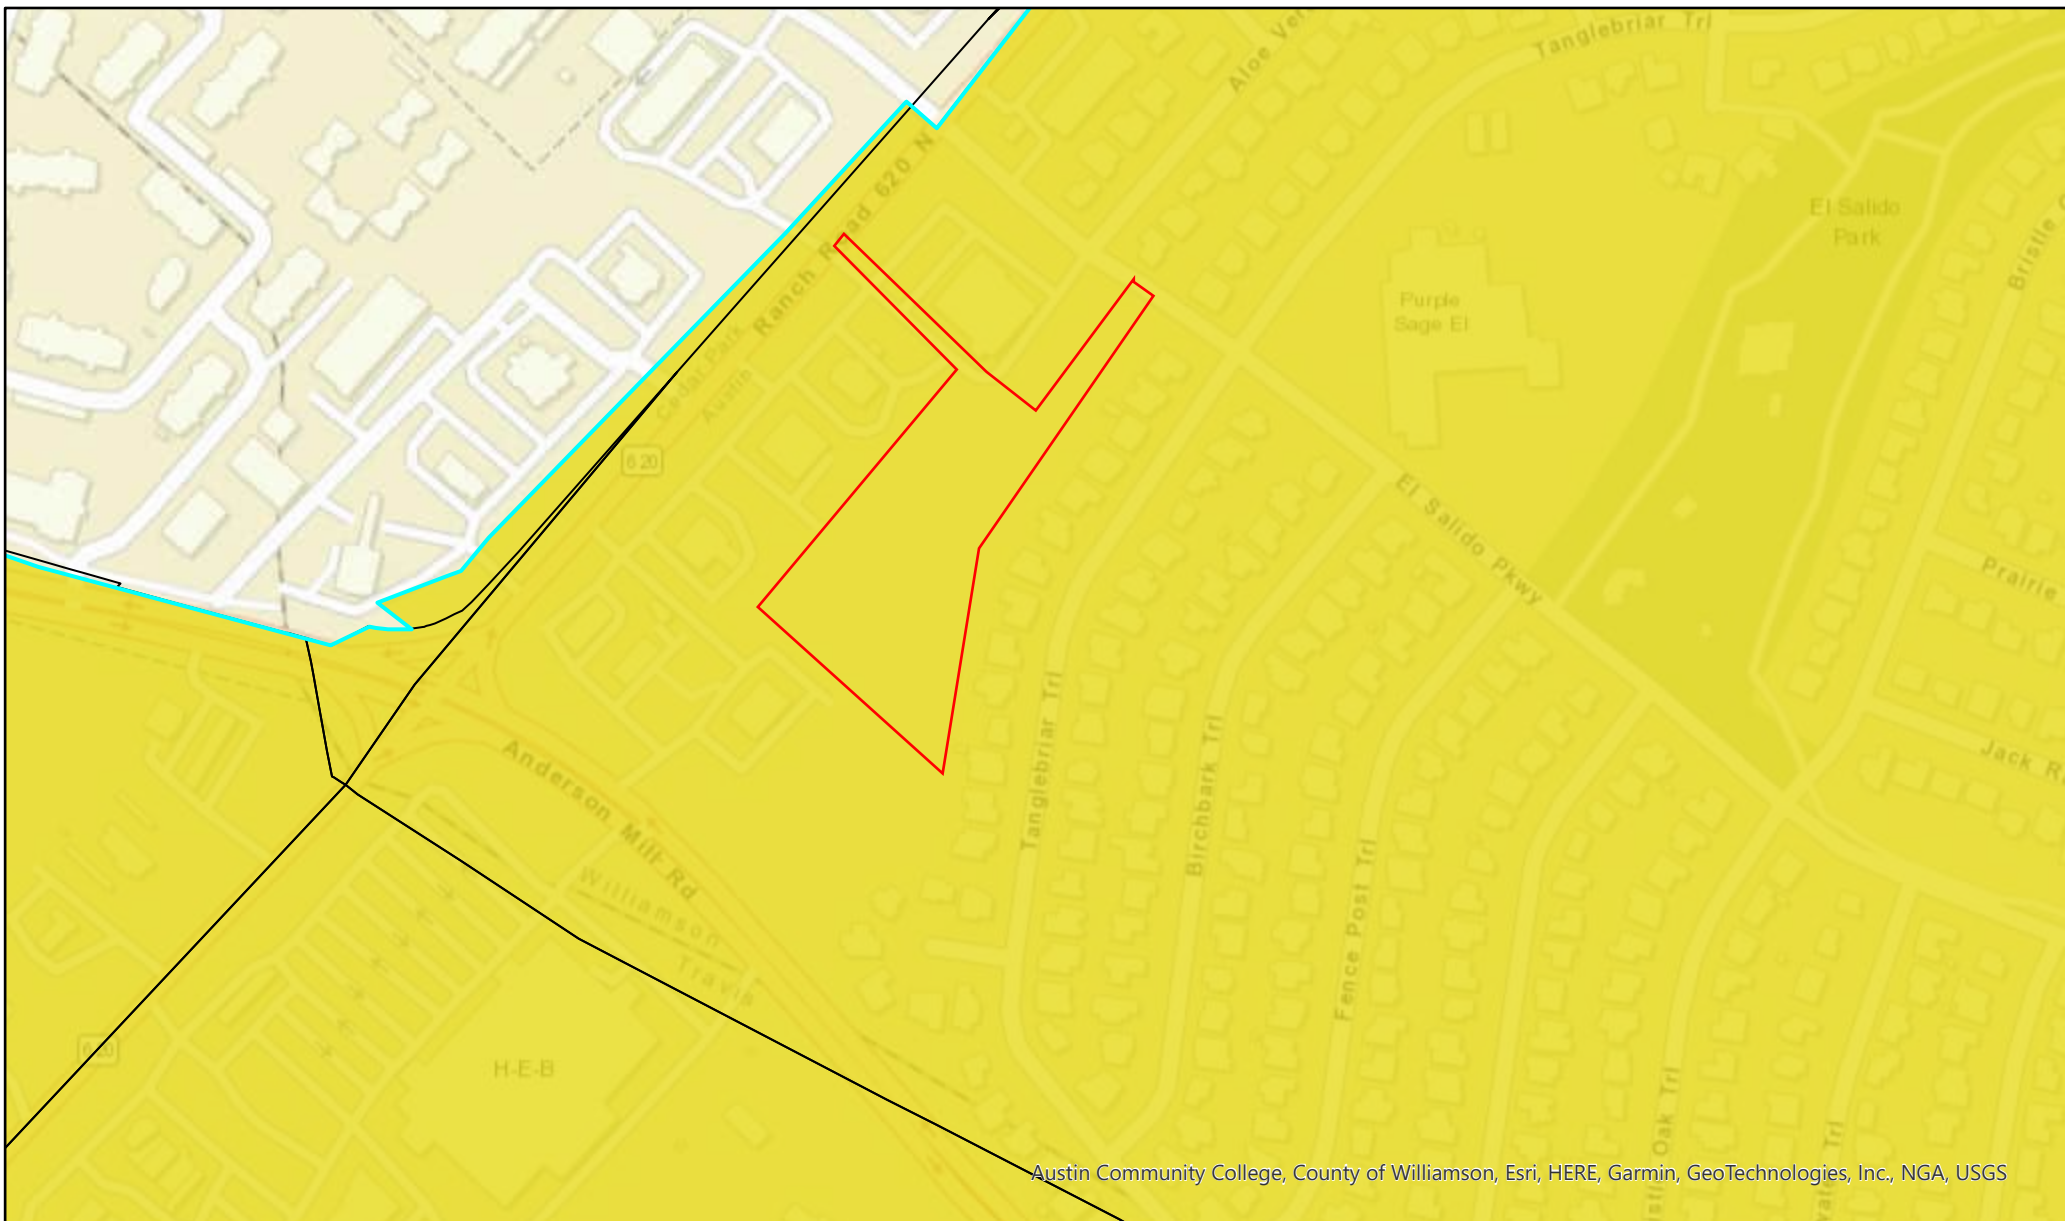 Tanglebriar Trl
Aloe Ver
Ranch Road 620 N
El Salido
Park
Bristle
Purple
Sage El
Cedar Park
Austin
620
El Salido Pkwy
Prairie
Tanglebriar Trl
Birchbark Trl
Jack R
Anderson Mill Rd
Williamson
Travis
Fence Post Trl
620
H-E-B
Oak Trl
Trl
Austin Community College, County of Williamson, Esri, HERE, Garmin, GeoTechnologies, Inc., NGA, USGS